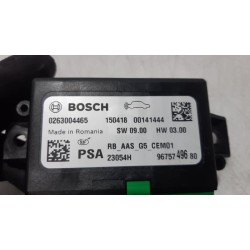 BOSCH
0263004465 150418 00141444
Made in Romania SW 09.00 HW 03.00
PSA RB_AAS_G5_CEM01
23054H 96757496 80